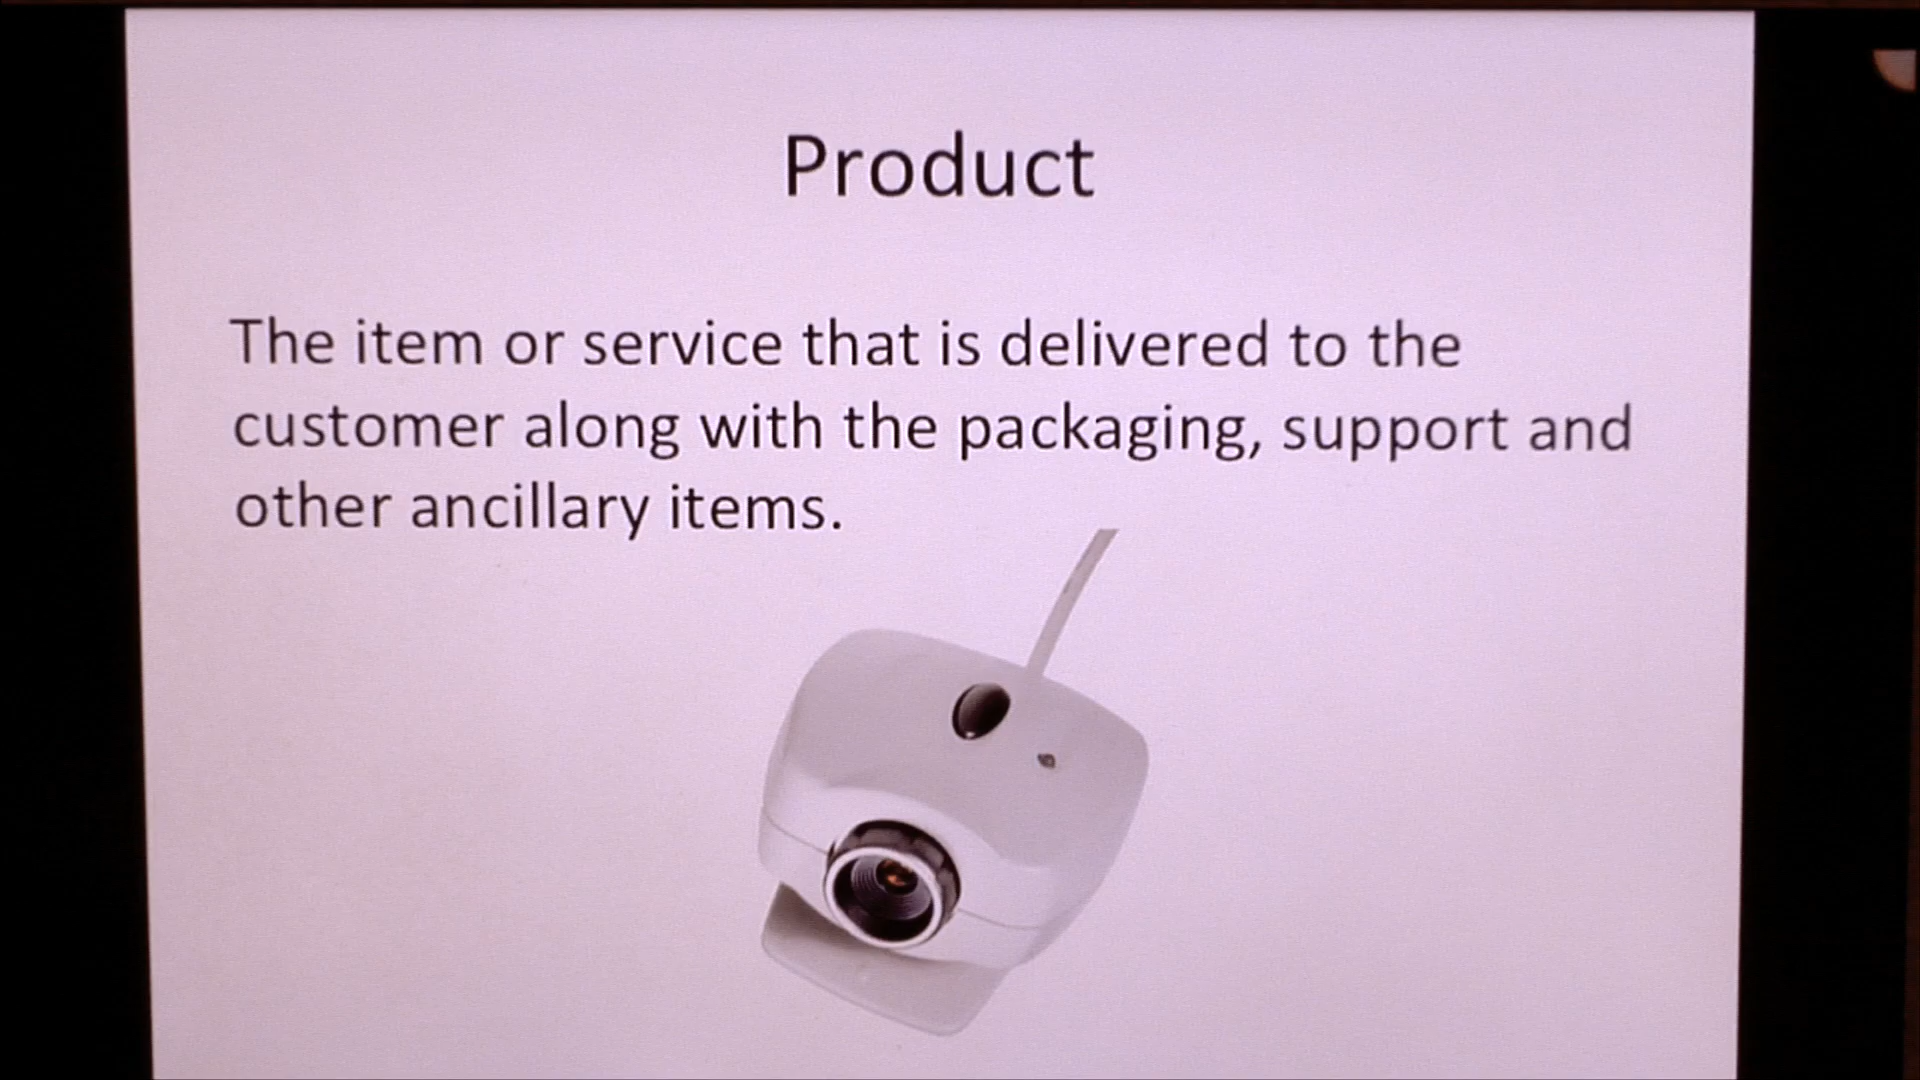 Product
The item or service that is delivered to the
customer along with the packaging, support and
other ancillary items.